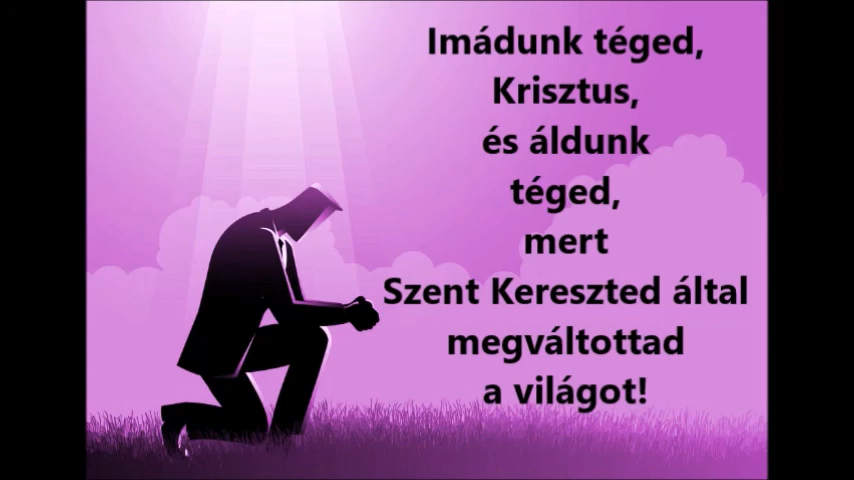 Imádunk téged,
Krisztus,
és áldunk
téged,
mert
Szent Kereszted által
megváltottad
a világot!